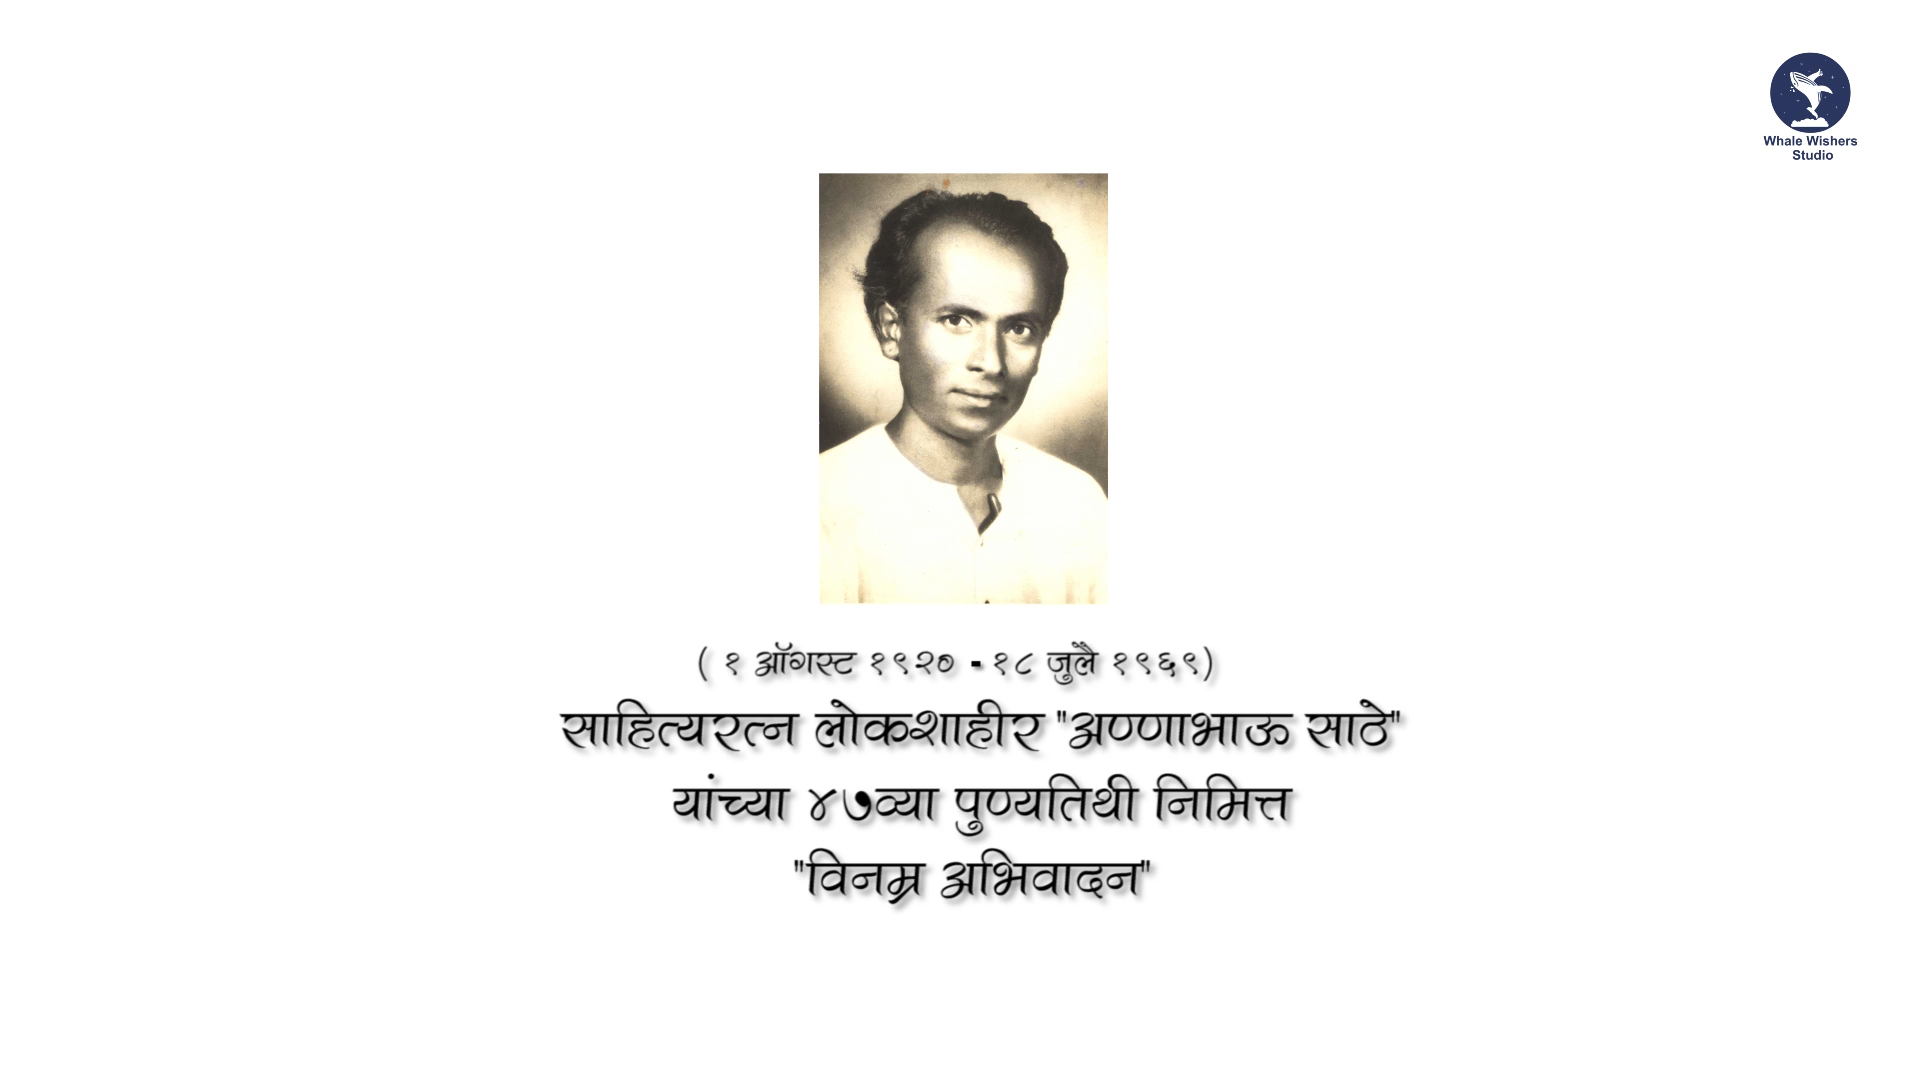 Whale Wishers
Studio
( १ ऑगस्ट १९२० - १८ जुलै १९६९)
साहित्यरत्न लोकशाहीर "अण्णाभाऊ साठे"
यांच्या ४७व्या पुण्यतिथी निमित्त
"विनम्र अभिवादन"